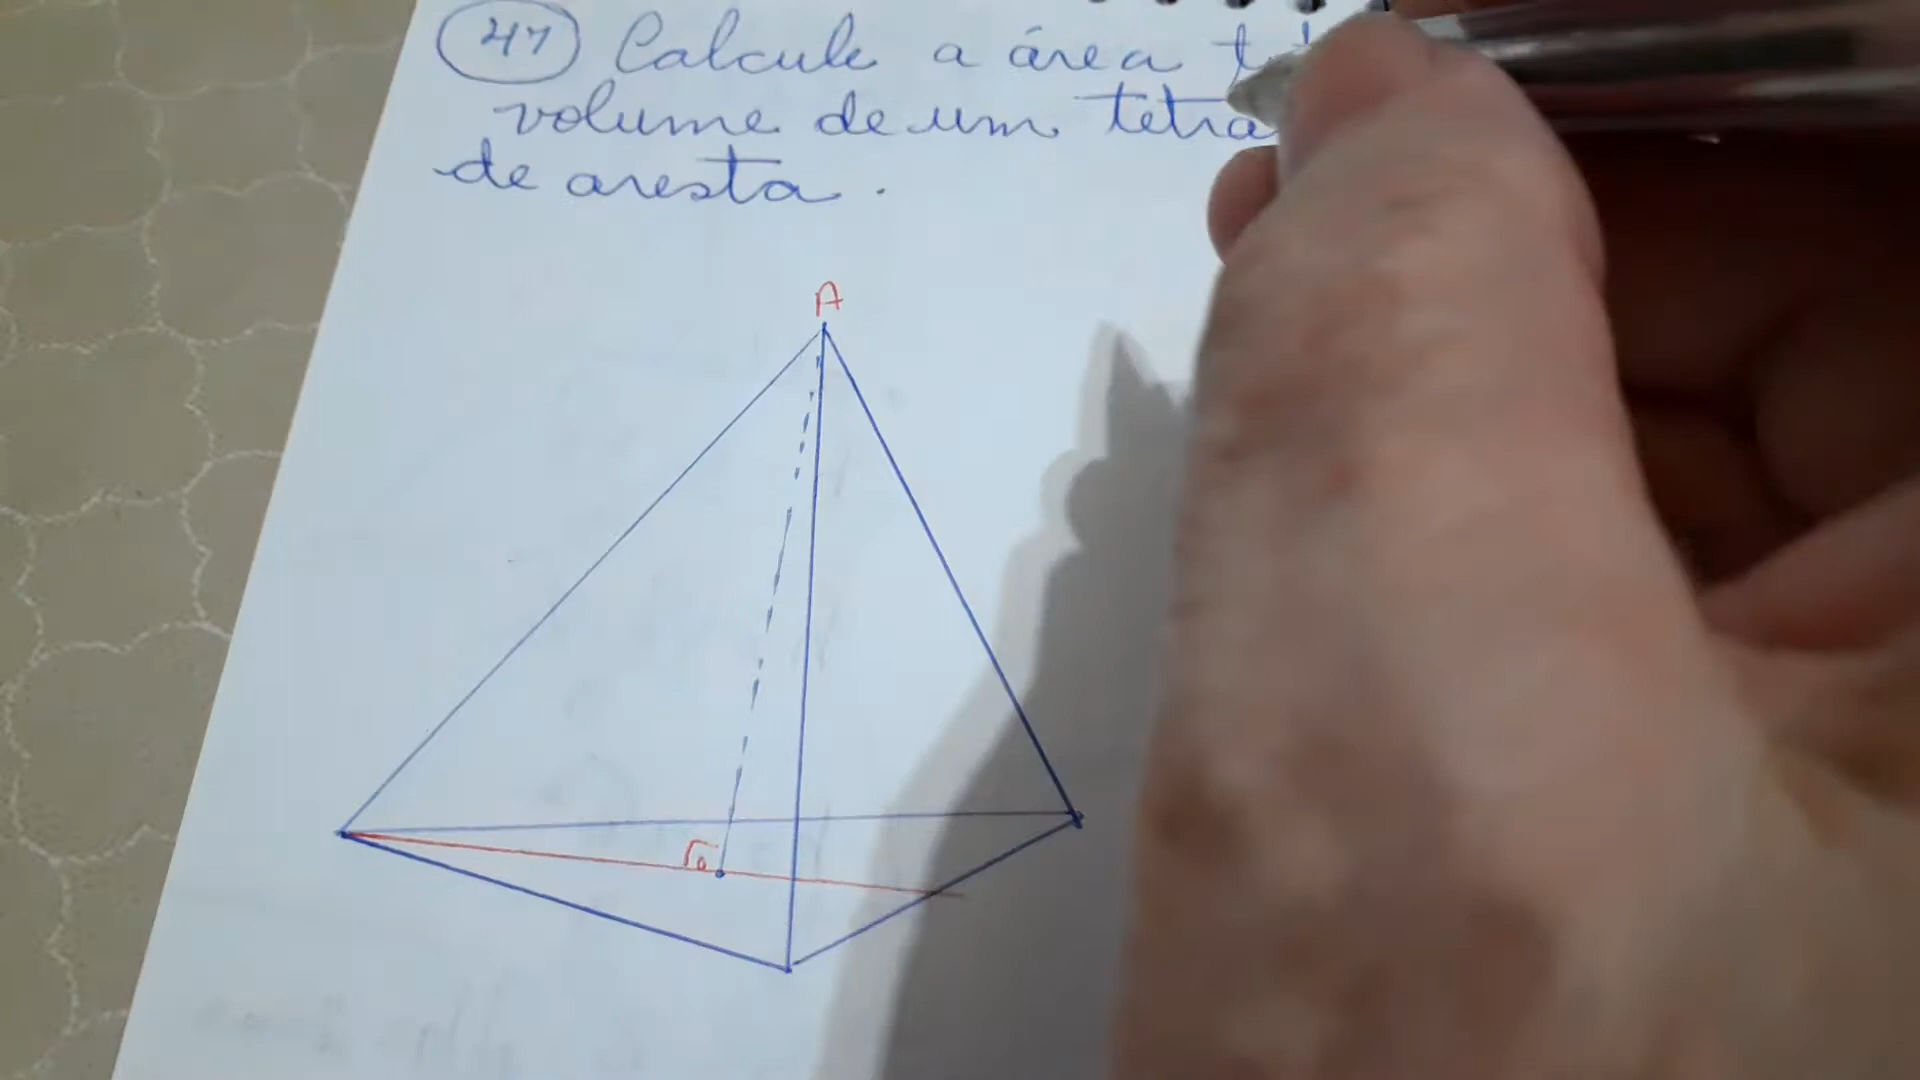 47 Calcule a área
volume de um tetra
de aresta.
A